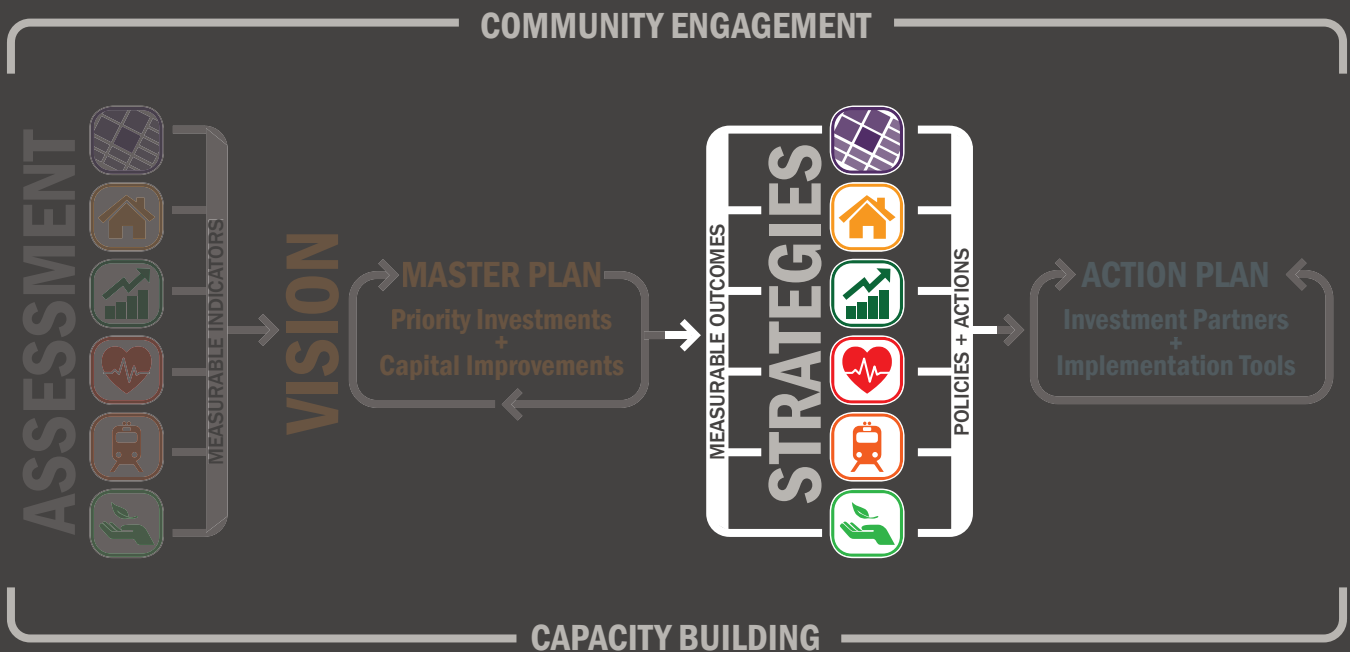 COMMUNITY ENGAGEMENT
ASSESSMENT
MEASURABLE INDICATORS
VISION
MASTER PLAN
Priority Investments
+
Capital Improvements
MEASURABLE OUTCOMES
STRATEGIES
POLICIES + ACTIONS
ACTION PLAN
Investment Partners
+
Implementation Tools
CAPACITY BUILDING